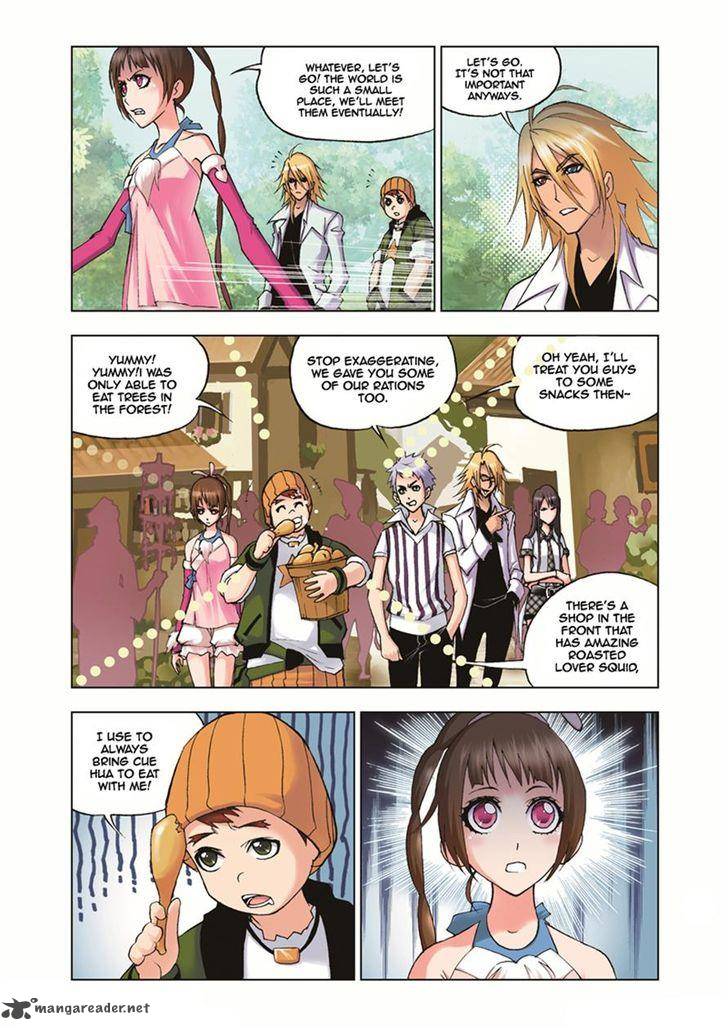 WHATEVER, LET'S
GO! THE WORLD IS
SUCH A SMALL
PLACE, WE'LL MEET
THEM EVENTUALLY!
LET'S GO.
IT'S NOT THAT
IMPORTANT
ANYWAYS.
YUMMY!
YUMMY!I WAS
ONLY ABLE TO
EAT TREES IN
THE FOREST!
STOP EXAGGERATING,
WE GAVE YOU SOME
OF OUR RATIONS
TOO.
OH YEAH, I'LL
TREAT YOU GUYS
TO SOME
SNACKS THEN~
THERE'S A
SHOP IN THE
FRONT THAT
HAS AMAZING
ROASTED
LOVER SQUID,
I USE TO
ALWAYS
BRING CUE
HUA TO EAT
WITH ME!
mangareader.net